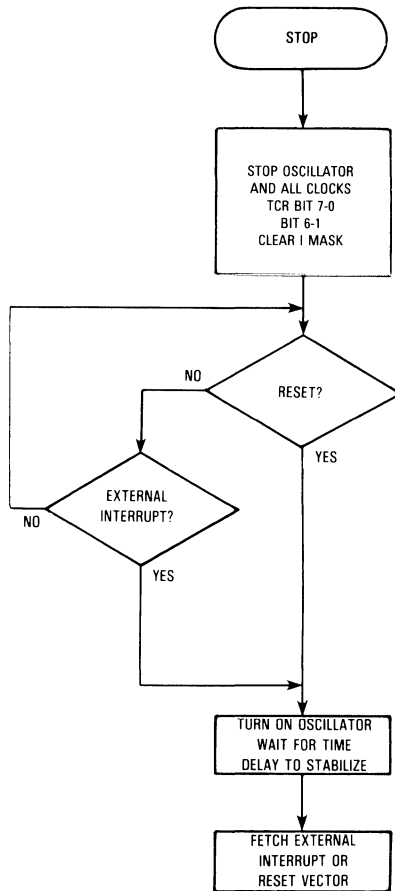 STOP
STOP OSCILLATOR
AND ALL CLOCKS
TCR BIT 7-0
BIT 6-1
CLEAR I MASK
RESET?
NO
YES
EXTERNAL
INTERRUPT?
NO
YES
TURN ON OSCILLATOR
WAIT FOR TIME
DELAY TO STABILIZE
FETCH EXTERNAL
INTERRUPT OR
RESET VECTOR